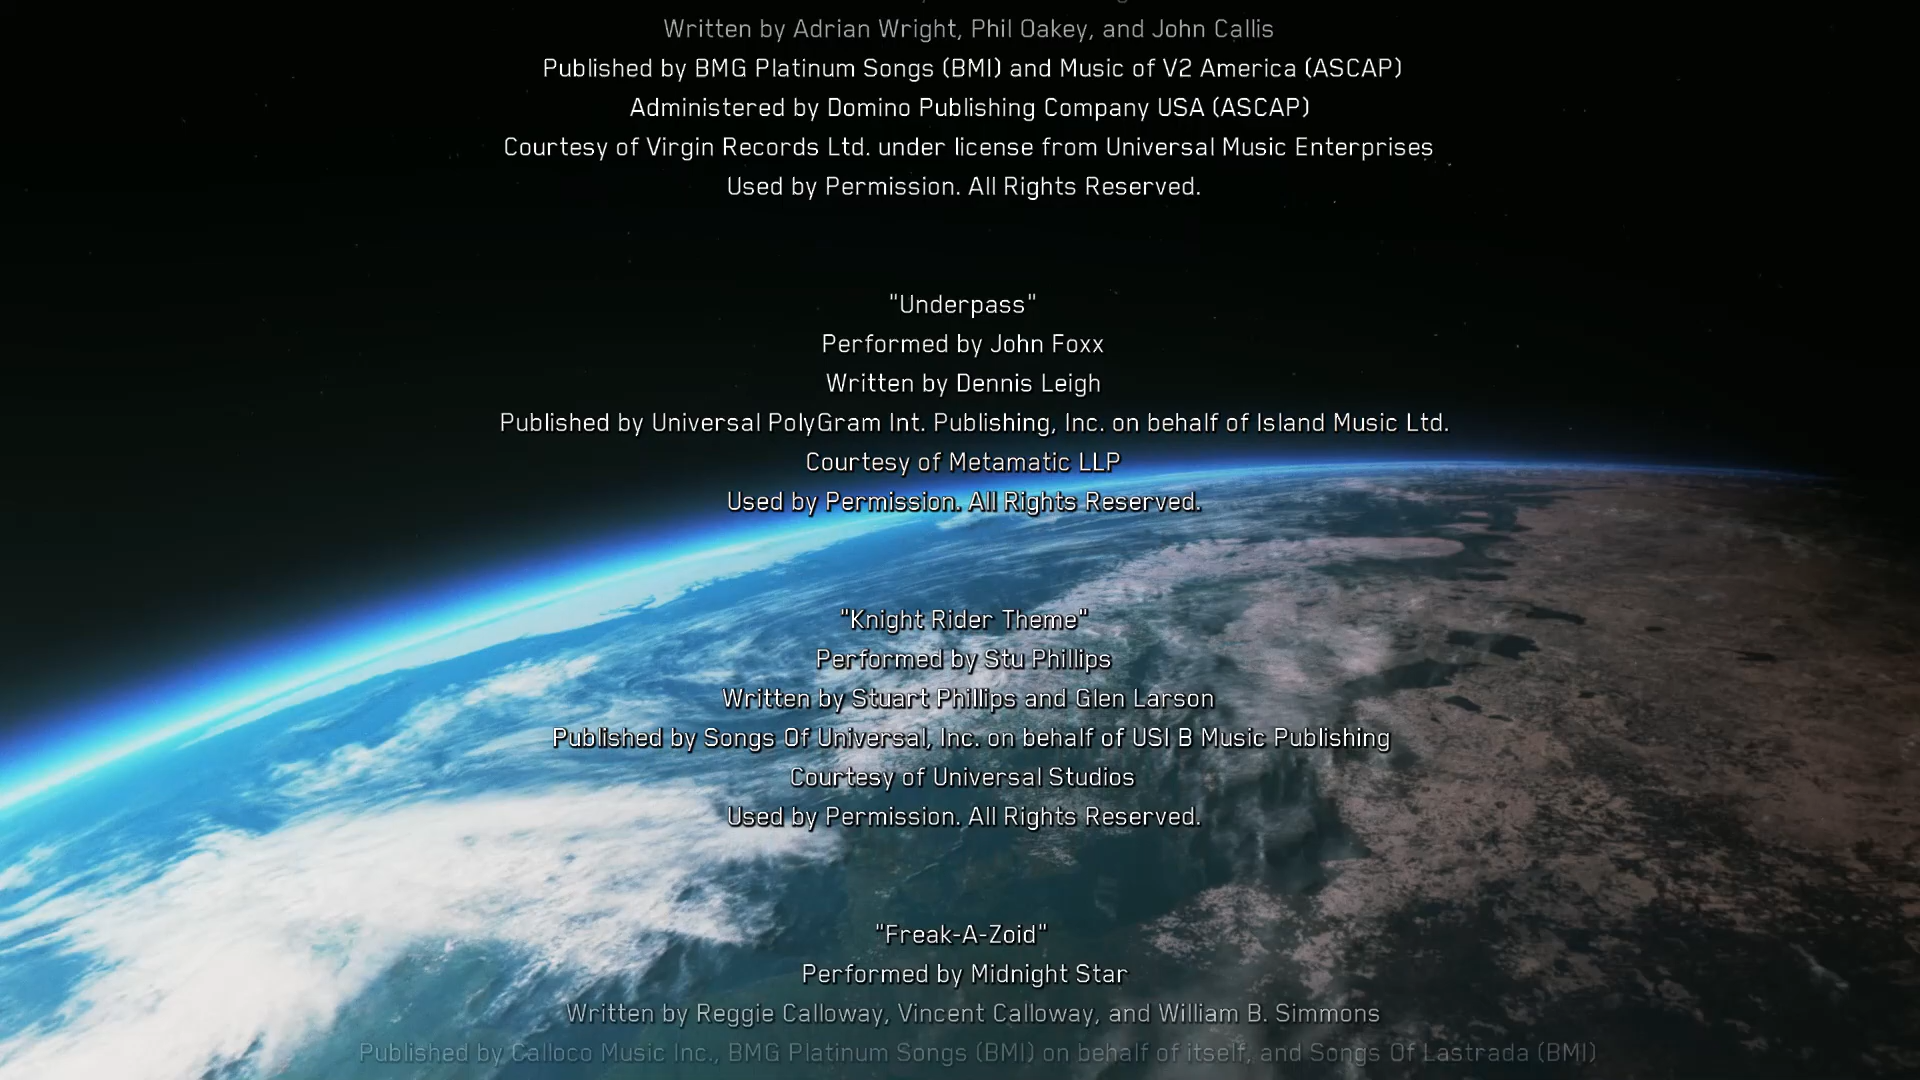 Written by Adrian Wright, Phil Oakey, and John Callis
Published by BMG Platinum Songs (BMI) and Music of V2 America (ASCAP)
Administered by Domino Publishing Company USA (ASCAP)
Courtesy of Virgin Records Ltd. under license from Universal Music Enterprises
Used by Permission. All Rights Reserved.
"Underpass"
Performed by John Foxx
Written by Dennis Leigh
Published by Universal PolyGram Int. Publishing, Inc. on behalf of Island Music Ltd.
Courtesy of Metamatic LLP
Used by Permission. All Rights Reserved.
"Knight Rider Theme"
Performed by Stu Phillips
Written by Stuart Phillips and Glen Larson
Published by Songs Of Universal, Inc. on behalf of USI B Music Publishing
Courtesy of Universal Studios
Used by Permission. All Rights Reserved.
"Freak-A-Zoid"
Performed by Midnight Star
Written by Reggie Calloway, Vincent Calloway, and William B. Simmons
Published by Calloco Music Inc., BMG Platinum Songs (BMI) on behalf of itself, and Songs Of Lastrada (BMI)